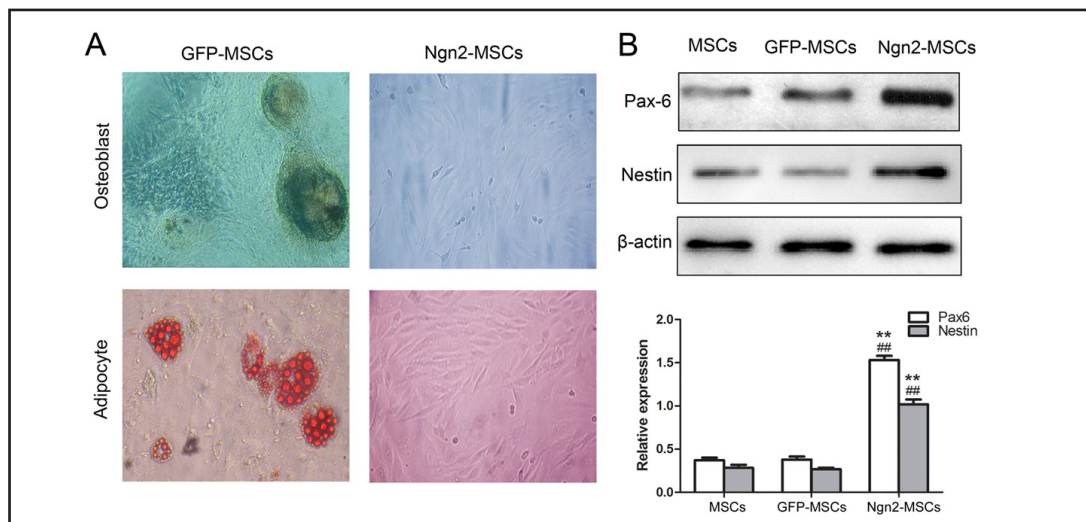 A
GFP-MSCs
Ngn2-MSCs
Osteoblast
Adipocyte
B
MSCs GFP-MSCs Ngn2-MSCs
Pax-6
Nestin
β-actin
Relative expression
2.0
1.5
1.0
0.5
0.0
Pax6
Nestin
**
##
**
##
MSCs GFP-MSCs Ngn2-MSCs